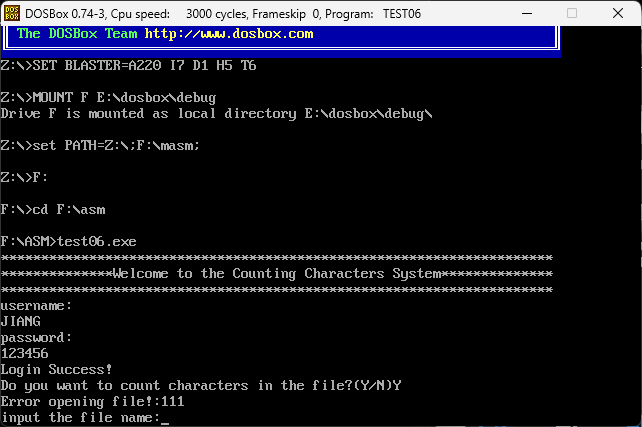 DOSBox 0.74-3, Cpu speed: 3000 cycles, Frameskip 0, Program: TEST06
The DOSBox Team http://www.dosbox.com
Z:\>SET BLASTER=A220 I7 D1 H5 T6
Z:\>MOUNT F E:\dosbox\debug
Drive F is mounted as local directory E:\dosbox\debug\
Z:\>set PATH=Z:\;F:\masm;
Z:\>F:
F:\>cd F:\asm
F:\ASM>test06.exe
*********************************************************************
**************Welcome to the Counting Characters System**************
*********************************************************************
username:
JIANG
password:
123456
Login Success!
Do you want to count characters in the file?(Y/N)Y
Error opening file!:111
input the file name:_